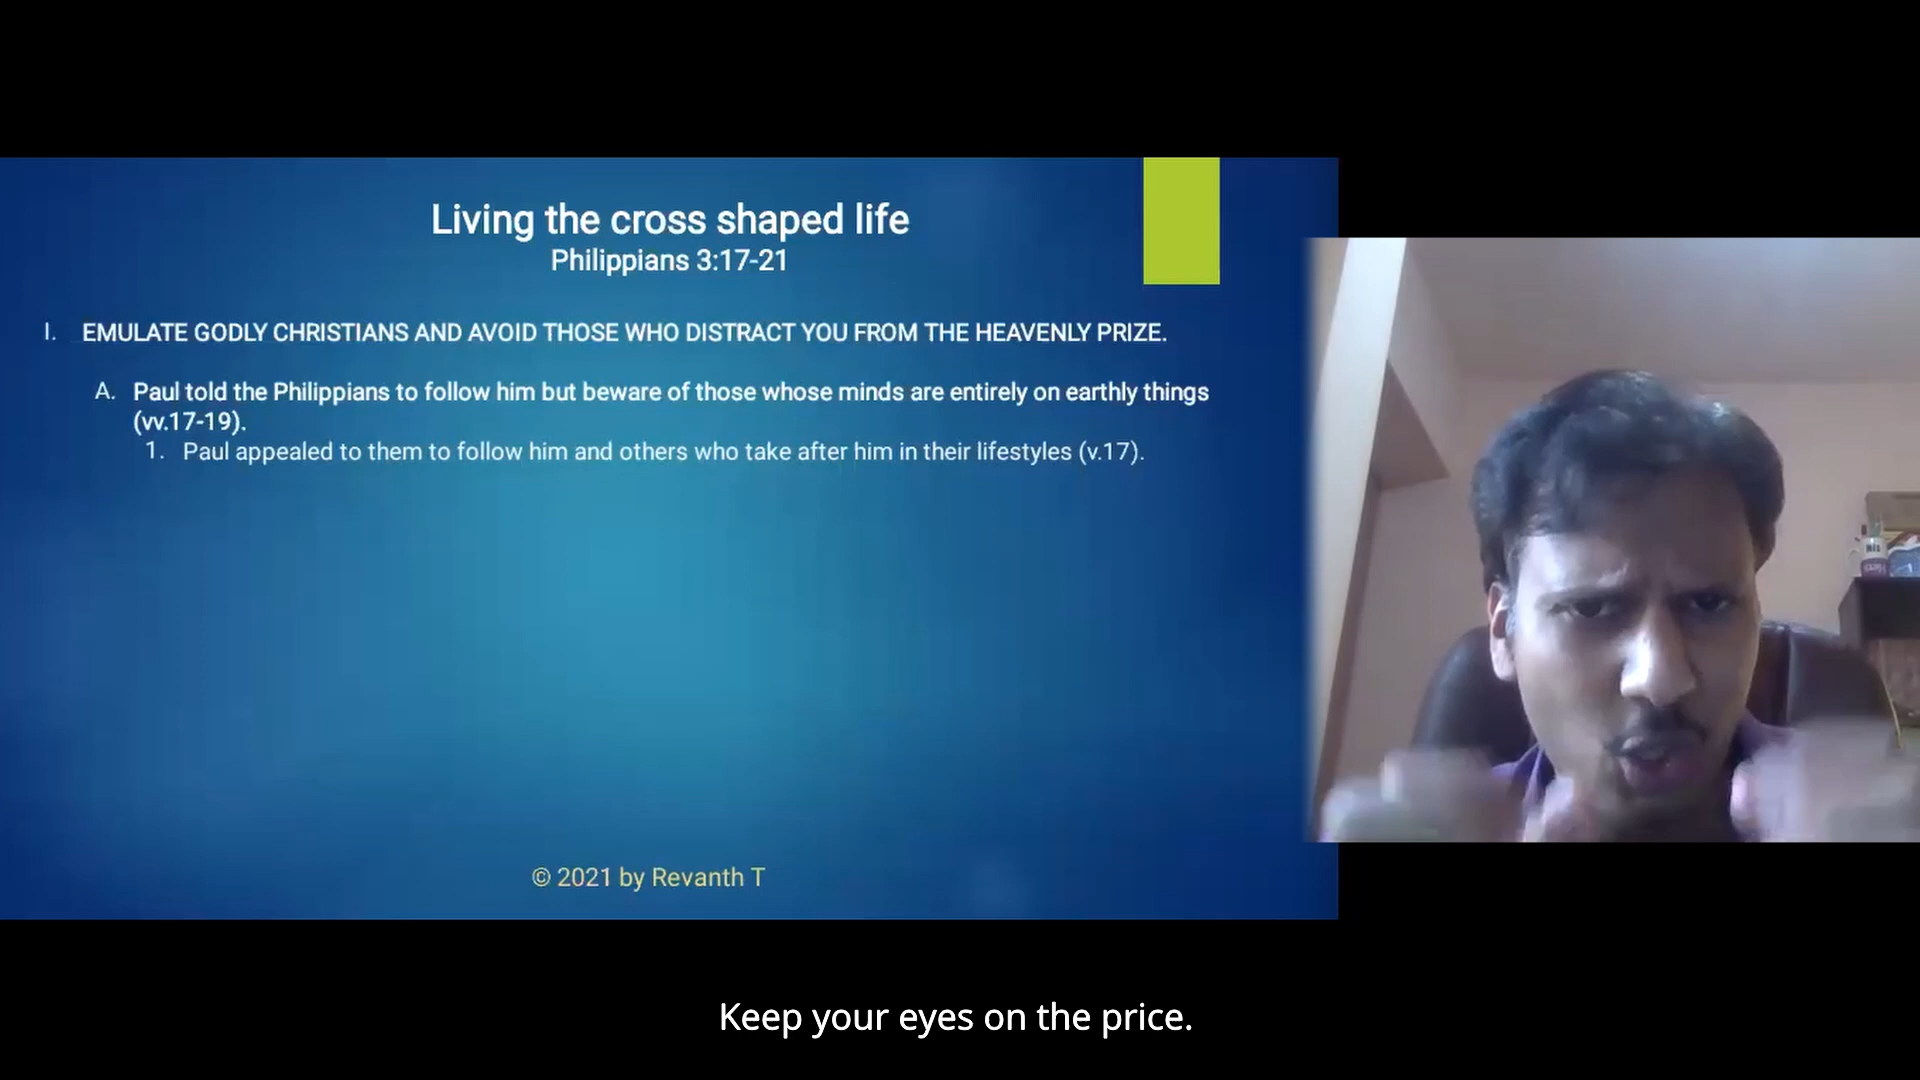 Living the cross shaped life
Philippians 3:17-21
I. EMULATE GODLY CHRISTIANS AND AVOID THOSE WHO DISTRACT YOU FROM THE HEAVENLY PRIZE.
A. Paul told the Philippians to follow him but beware of those whose minds are entirely on earthly things
(vv.17-19).
1. Paul appealed to them to follow him and others who take after him in their lifestyles (v.17).
© 2021 by Revanth T
Keep your eyes on the price.